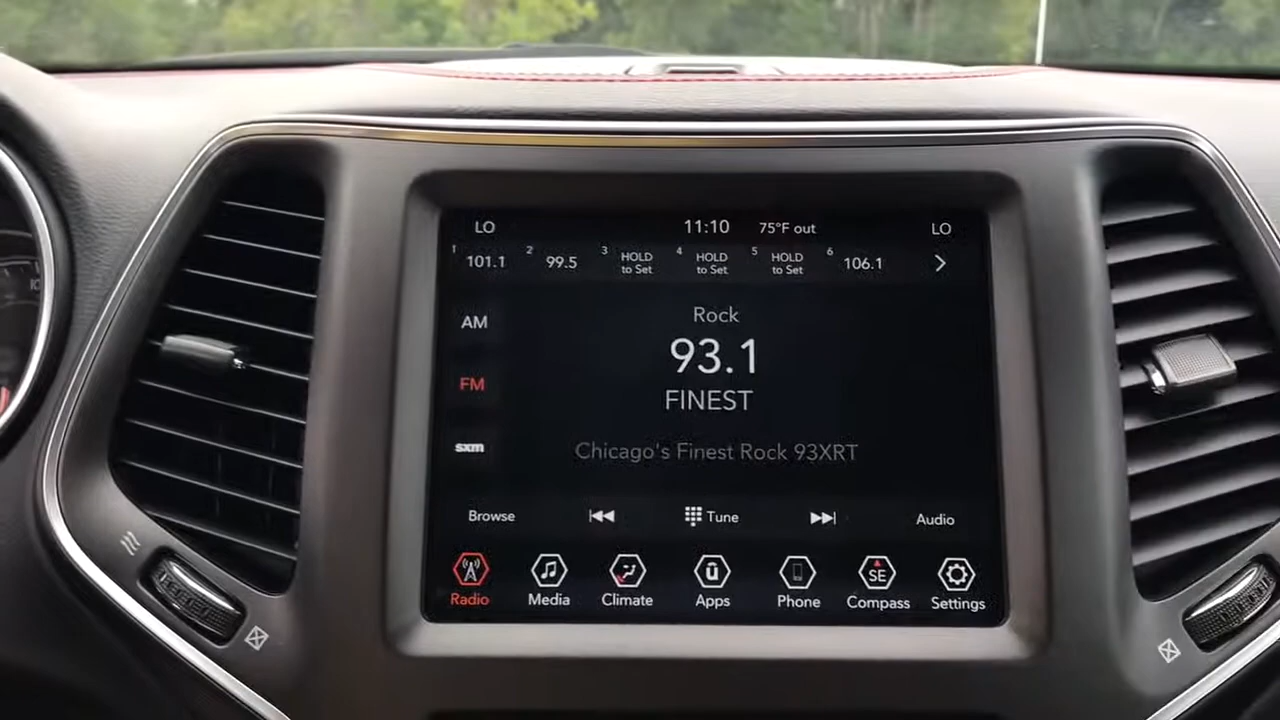 LO 11:10 75°F out LO
1 101.1 2 99.5 3 HOLD to Set 4 HOLD to Set 5 HOLD to Set 6 106.1
AM
Rock
93.1
FM
FINEST
sxm
Chicago's Finest Rock 93XRT
Browse Tune Audio
SE
Radio Media Climate Apps Phone Compass Settings